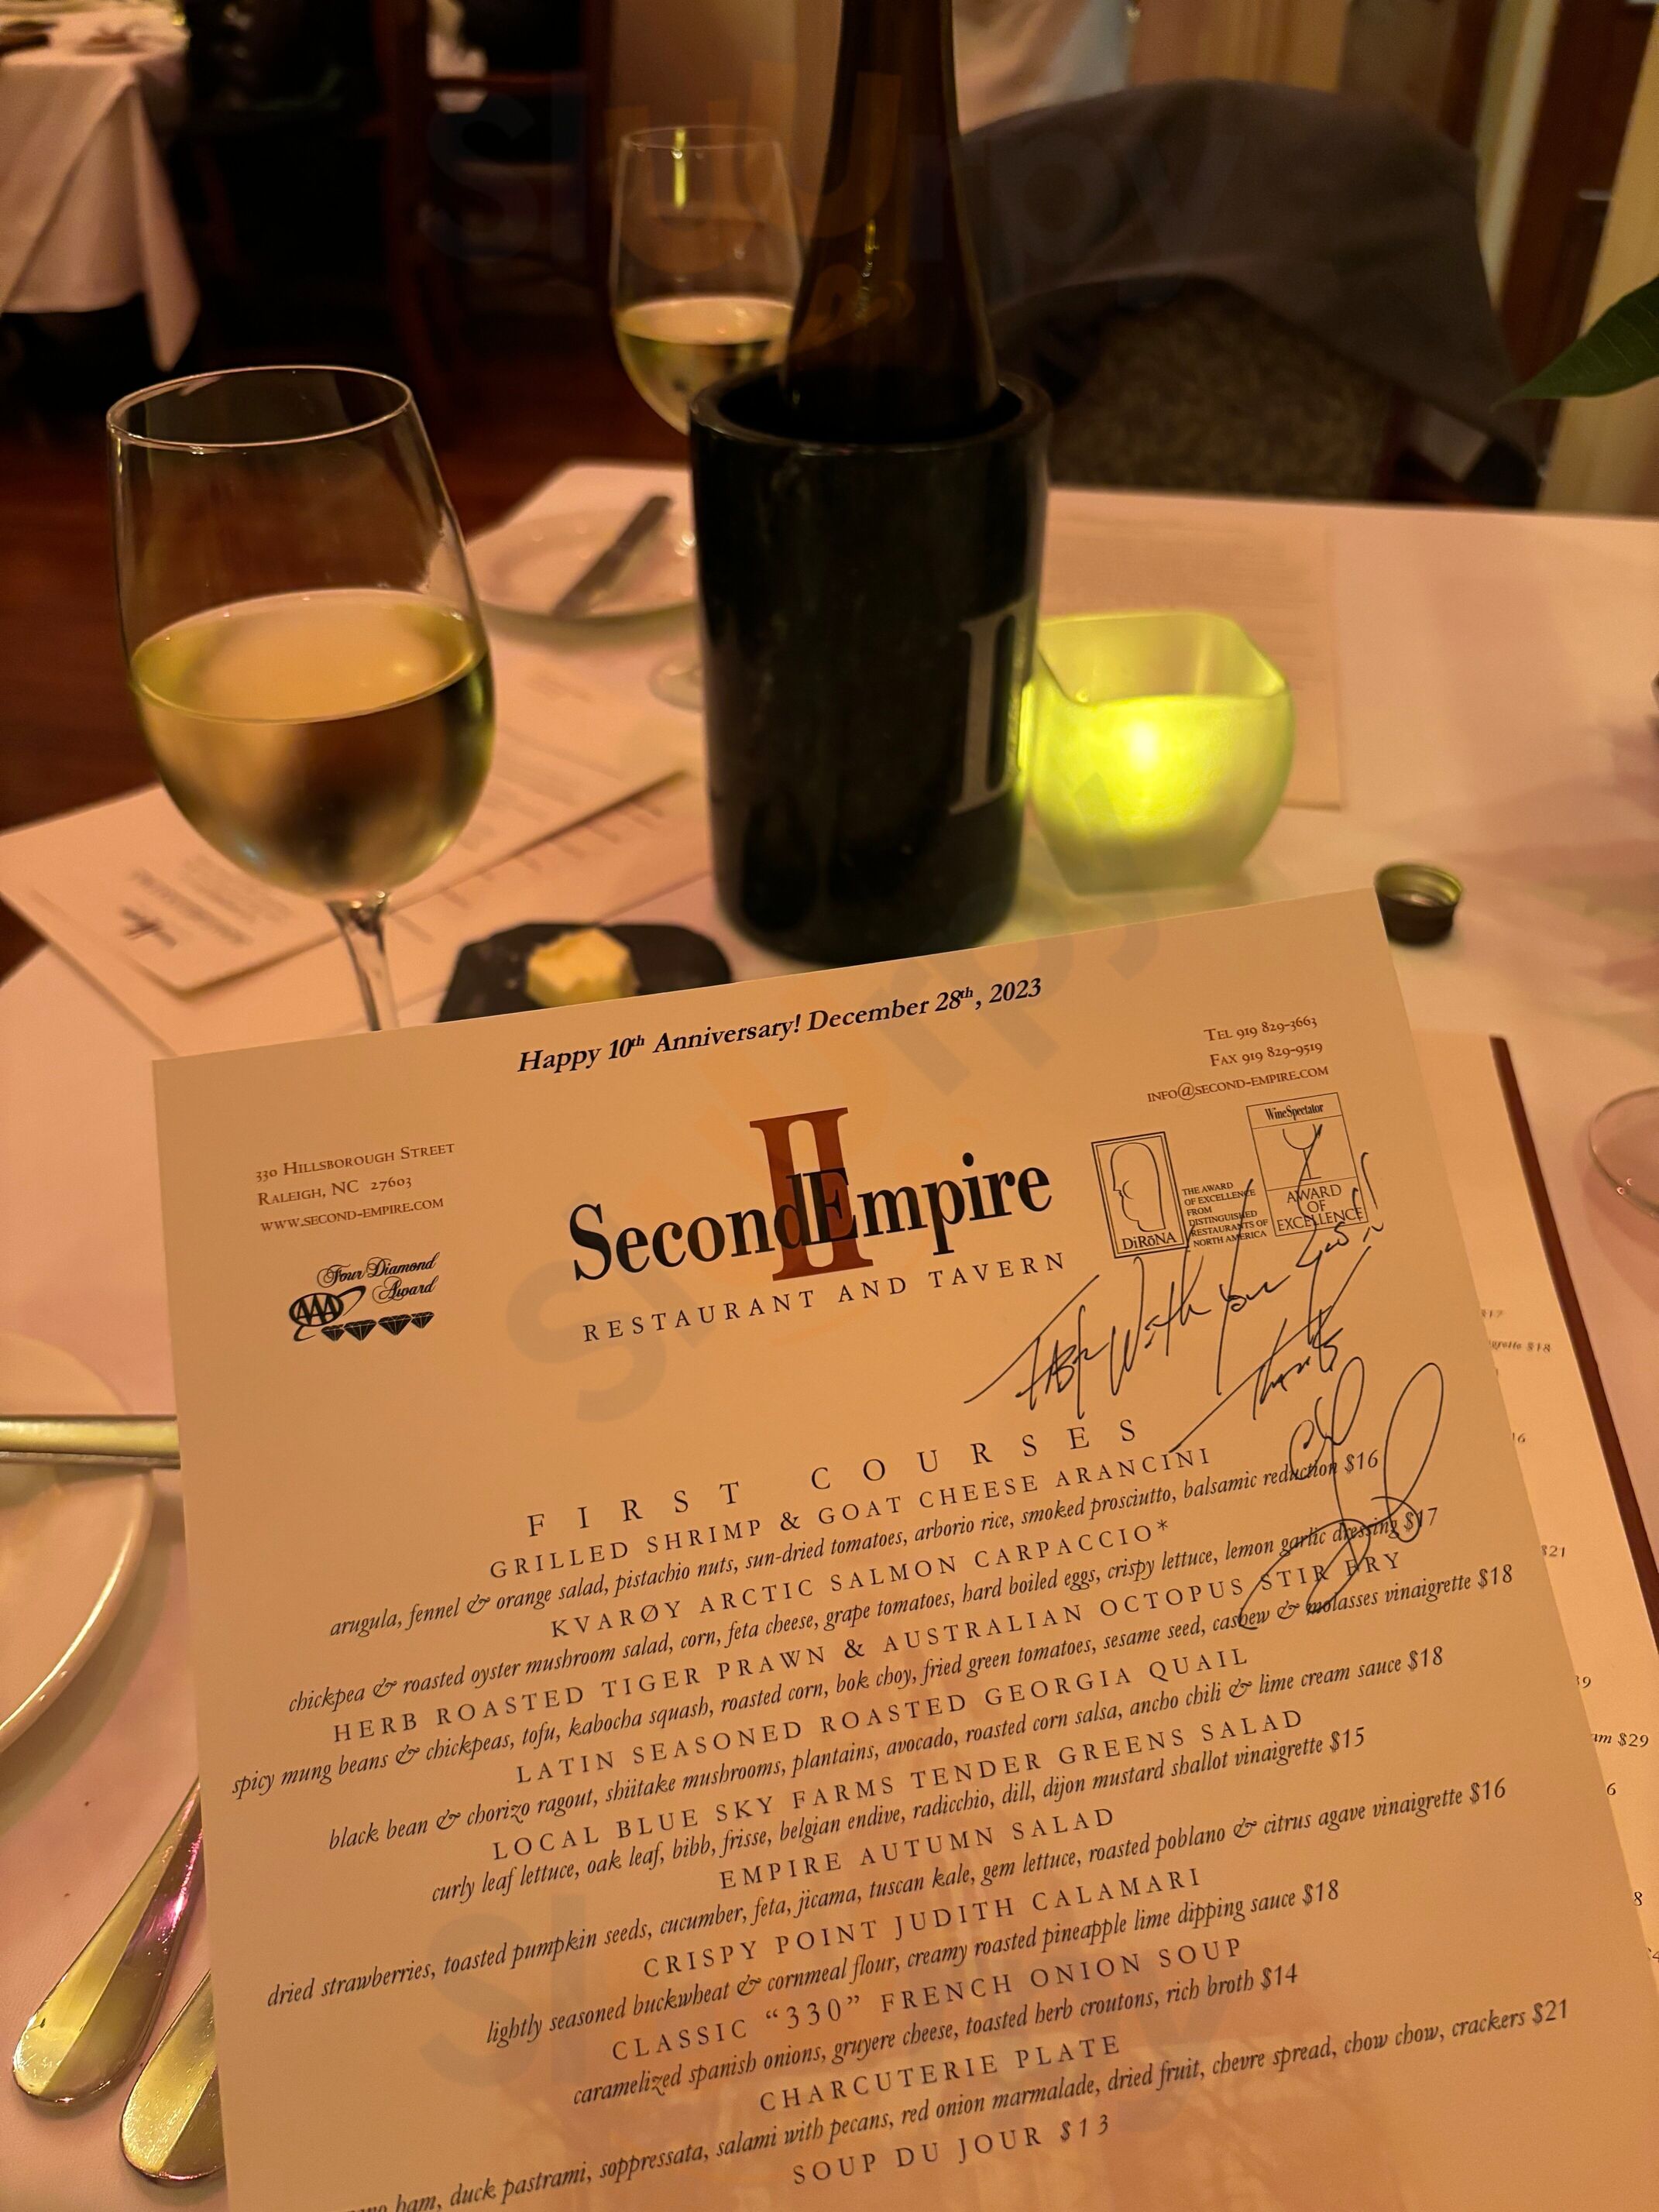 Happy 10th Anniversary! December 28th, 2023
TEL 919 829-3663
FAX 919 829-9519
INFO@SECOND-EMPIRE.COM
330 HILLSBOROUGH STREET
RALEIGH, NC 27603
WWW.SECOND-EMPIRE.COM
Four Diamond
Award
AAA
II
SecondEmpire
RESTAURANT AND TAVERN
DiRōNA
THE AWARD
OF EXCELLENCE
FROM
DISTINGUISHED
RESTAURANTS OF
NORTH AMERICA
WineSpectator
AWARD
OF
EXCELLENCE
Thanks
FIRST COURSES
GRILLED SHRIMP & GOAT CHEESE ARANCINI
arugula, fennel & orange salad, pistachio nuts, sun-dried tomatoes, arborio rice, smoked prosciutto, balsamic reduction $16
KVARØY ARCTIC SALMON CARPACCIO*
chickpea & roasted oyster mushroom salad, corn, feta cheese, grape tomatoes, hard boiled eggs, crispy lettuce, lemon garlic dressing $17
HERB ROASTED TIGER PRAWN & AUSTRALIAN OCTOPUS STIR FRY
spicy mung beans & chickpeas, tofu, kabocha squash, roasted corn, bok choy, fried green tomatoes, sesame seed, cashew & molasses vinaigrette $18
LATIN SEASONED ROASTED GEORGIA QUAIL
black bean & chorizo ragout, shiitake mushrooms, plantains, avocado, roasted corn salsa, ancho chili & lime cream sauce $18
LOCAL BLUE SKY FARMS TENDER GREENS SALAD
curly leaf lettuce, oak leaf, bibb, frisse, belgian endive, radicchio, dill, dijon mustard shallot vinaigrette $15
EMPIRE AUTUMN SALAD
dried strawberries, toasted pumpkin seeds, cucumber, feta, jicama, tuscan kale, gem lettuce, roasted poblano & citrus agave vinaigrette $16
CRISPY POINT JUDITH CALAMARI
lightly seasoned buckwheat & cornmeal flour, creamy roasted pineapple lime dipping sauce $18
CLASSIC "330" FRENCH ONION SOUP
caramelized spanish onions, gruyere cheese, toasted herb croutons, rich broth $14
CHARCUTERIE PLATE
ham, duck pastrami, soppressata, salami with pecans, red onion marmalade, dried fruit, chevre spread, chow chow, crackers $21
SOUP DU JOUR $13
$18
$21
$29